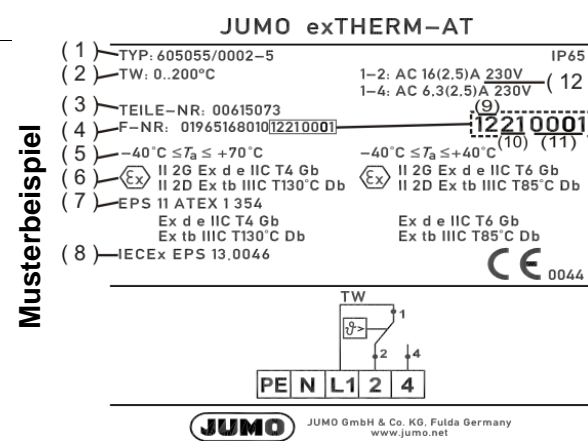 JUMO exTHERM-AT
( 1 ) TYP: 605055/0002-5 IP65
( 2 ) TW: 0..200°C 1-2: AC 16(2,5)A 230V ( 12
1-4: AC 6,3(2,5)A 230V
( 3 ) TEILE-NR: 00615073 (9)
( 4 ) F-NR: 0196516801012210001 12210001
(10) (11)
( 5 ) -40°C ≤Ta≤ +70°C -40°C ≤Ta≤+40°C
( 6 ) Ex II 2G Ex d e IIC T4 Gb Ex II 2G Ex d e IIC T6 Gb
II 2D Ex tb IIIC T130°C Db II 2D Ex tb IIIC T85°C Db
( 7 ) EPS 11 ATEX 1 354
Ex d e IIC T4 Gb Ex d e IIC T6 Gb
Ex tb IIIC T130°C Db Ex tb IIIC T85°C Db
( 8 ) IECEx EPS 13.0046
CE 0044
Musterbeispiel
TW
1
ϑ>
2 4
PE N L1 2 4
JUMO JUMO GmbH & Co. KG, Fulda Germany
www.jumo.net